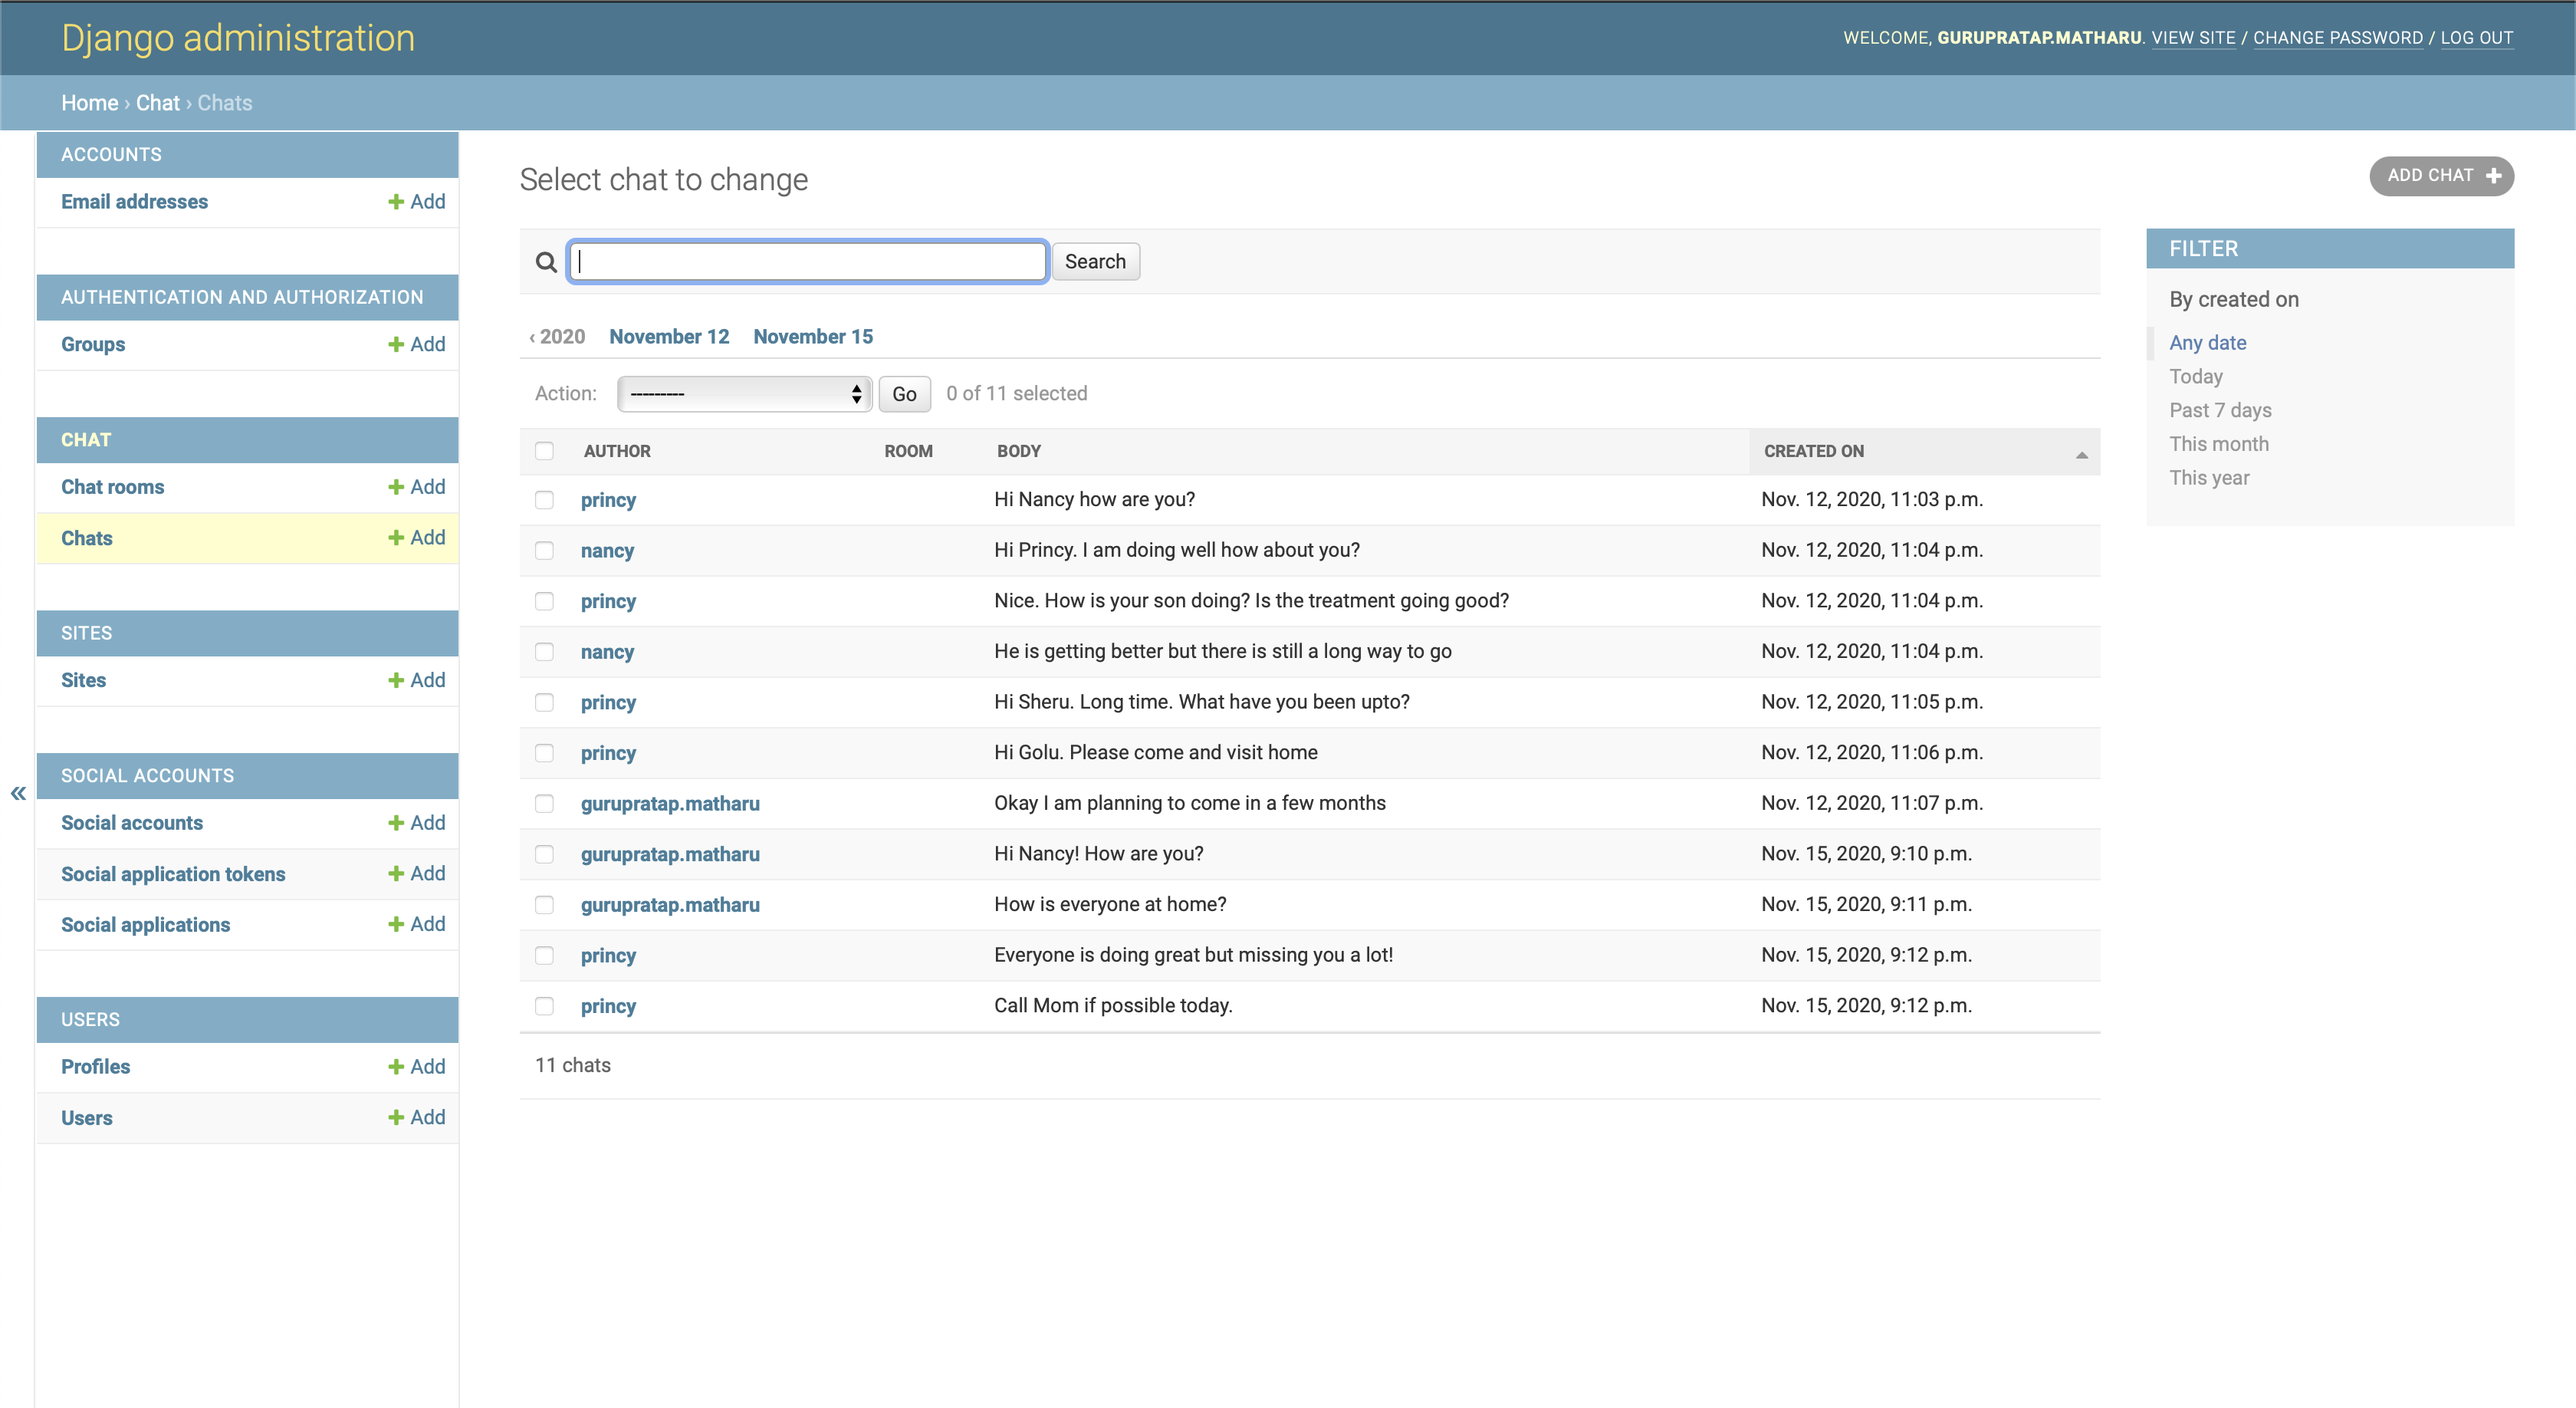 Django administration
WELCOME, GURUPRATAP.MATHARU. VIEW SITE / CHANGE PASSWORD / LOG OUT
Home › Chat › Chats
ACCOUNTS
Email addresses + Add
AUTHENTICATION AND AUTHORIZATION
Groups + Add
CHAT
Chat rooms + Add
Chats + Add
SITES
Sites + Add
SOCIAL ACCOUNTS
Social accounts + Add
Social application tokens + Add
Social applications + Add
USERS
Profiles + Add
Users + Add
«
Select chat to change
ADD CHAT +
Search
‹ 2020 November 12 November 15
Action: --------- Go 0 of 11 selected
AUTHOR ROOM BODY CREATED ON
princy Hi Nancy how are you? Nov. 12, 2020, 11:03 p.m.
nancy Hi Princy. I am doing well how about you? Nov. 12, 2020, 11:04 p.m.
princy Nice. How is your son doing? Is the treatment going good? Nov. 12, 2020, 11:04 p.m.
nancy He is getting better but there is still a long way to go Nov. 12, 2020, 11:04 p.m.
princy Hi Sheru. Long time. What have you been upto? Nov. 12, 2020, 11:05 p.m.
princy Hi Golu. Please come and visit home Nov. 12, 2020, 11:06 p.m.
gurupratap.matharu Okay I am planning to come in a few months Nov. 12, 2020, 11:07 p.m.
gurupratap.matharu Hi Nancy! How are you? Nov. 15, 2020, 9:10 p.m.
gurupratap.matharu How is everyone at home? Nov. 15, 2020, 9:11 p.m.
princy Everyone is doing great but missing you a lot! Nov. 15, 2020, 9:12 p.m.
princy Call Mom if possible today. Nov. 15, 2020, 9:12 p.m.
11 chats
FILTER
By created on
Any date
Today
Past 7 days
This month
This year